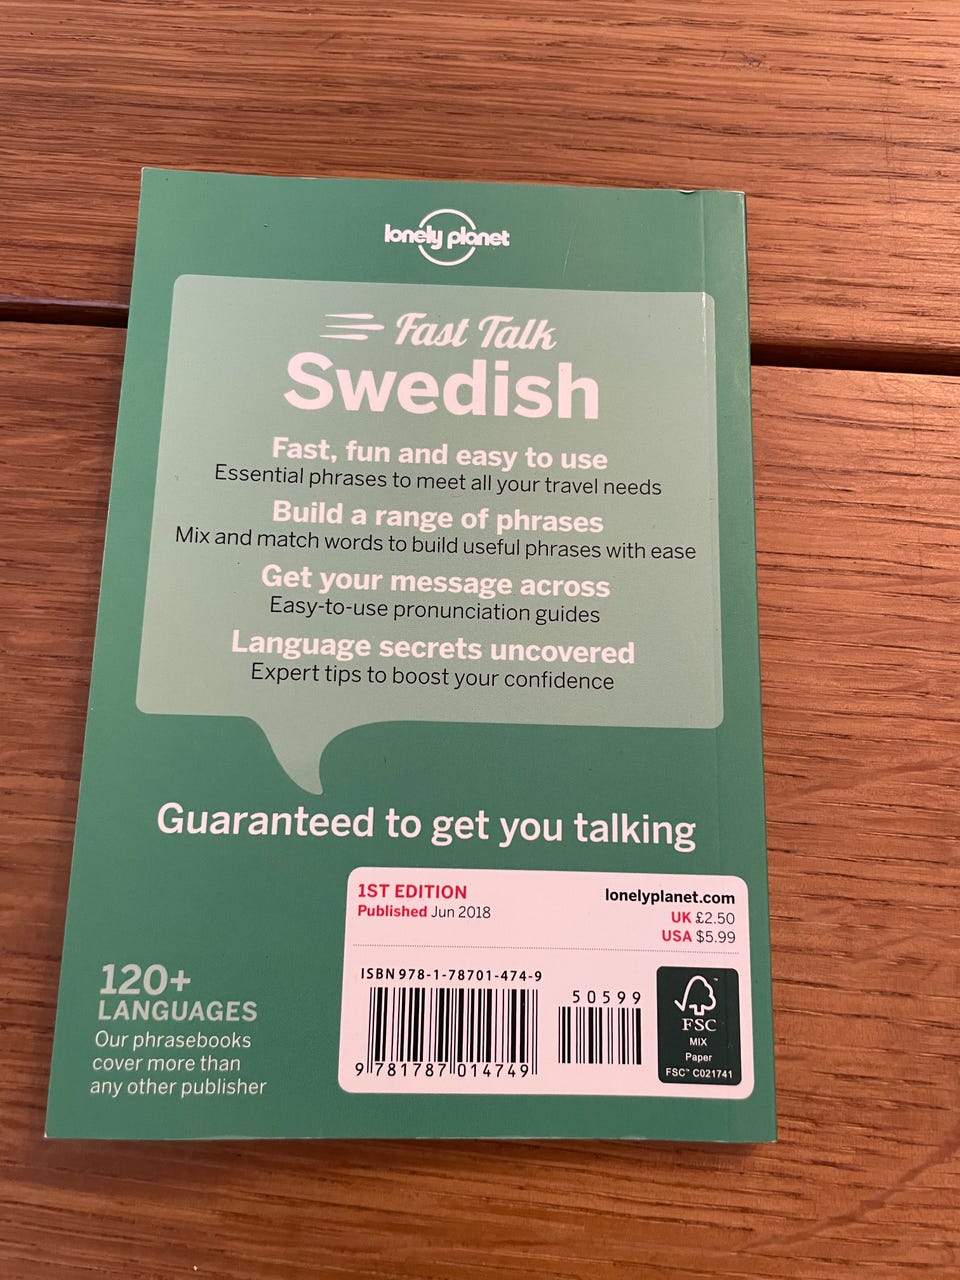 lonely planet
Fast Talk
Swedish
Fast, fun and easy to use
Essential phrases to meet all your travel needs
Build a range of phrases
Mix and match words to build useful phrases with ease
Get your message across
Easy-to-use pronunciation guides
Language secrets uncovered
Expert tips to boost your confidence
Guaranteed to get you talking
120+
LANGUAGES
Our phrasebooks
cover more than
any other publisher
1ST EDITION
Published Jun 2018
lonelyplanet.com
UK £2.50
USA $5.99
ISBN 978-1-78701-474-9
50599
9 781787 014749
FSC
MIX
Paper
FSC™ C021741